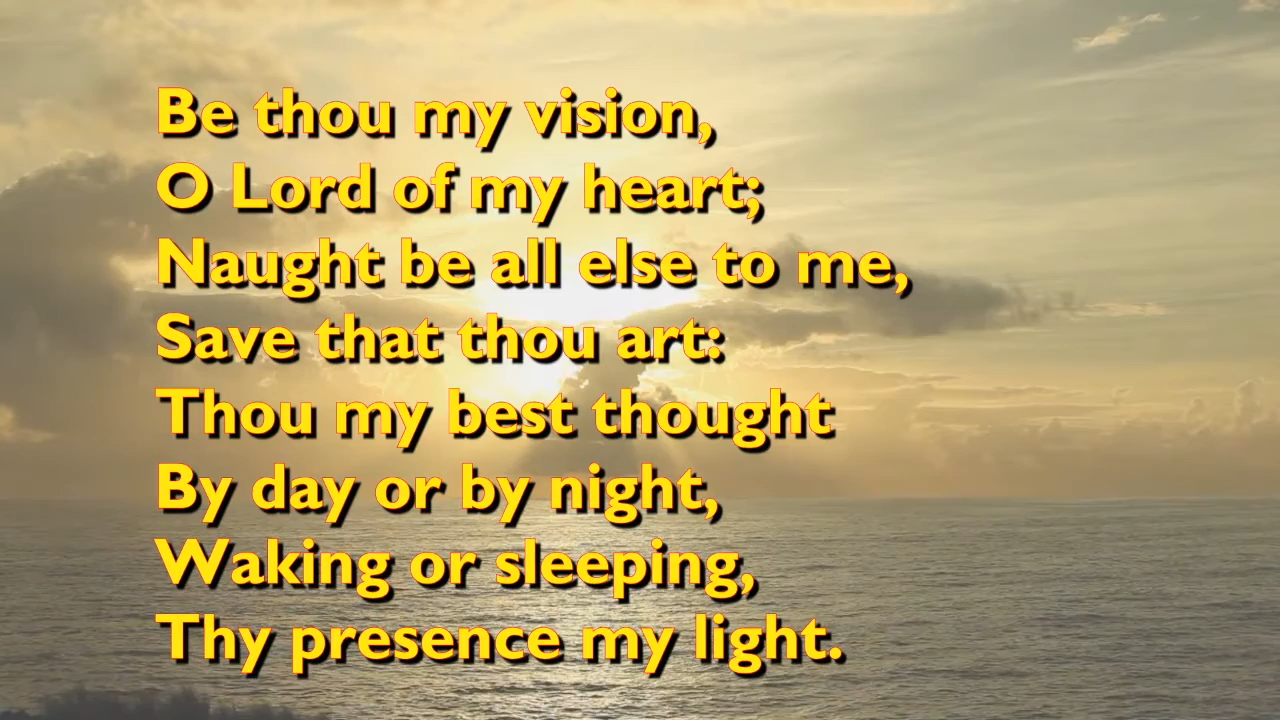 Be thou my vision,
O Lord of my heart;
Naught be all else to me,
Save that thou art:
Thou my best thought
By day or by night,
Waking or sleeping,
Thy presence my light.